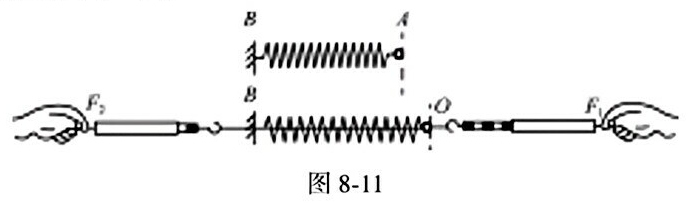 B A
B
F₂ O F₁
图 8-11